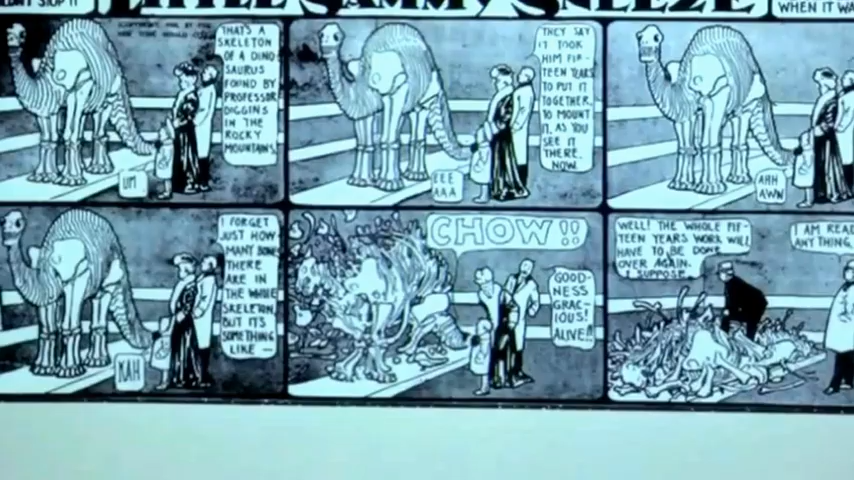 LITTLE SAMMY SNEEZE
WHEN IT WA
THAT'S A
SKELETON
OF A DINO-
SAURUS
FOUND BY
PROFESSOR
DIGGINS
IN THE
ROCKY
MOUNTAINS.
UM
THEY SAY
IT TOOK
HIM FIF-
TEEN YEARS
TO PUT IT
TOGETHER,
TO MOUNT
IT, AS YOU
SEE IT
THERE.
NOW
EEE
AAA
AHH
AWN
I FORGET
JUST HOW
MANY BONES
THERE
ARE IN
THE WHOLE
SKELETON,
BUT ITS
SOMETHING
LIKE —
KAH
CHOW!!
GOOD-
NESS
GRAC-
IOUS!
ALIVE!!
WELL! THE WHOLE FIF-
TEEN YEARS WORK WILL
HAVE TO BE DONE
OVER AGAIN.
I SUPPOSE.
I AM READ
ANYTHING.